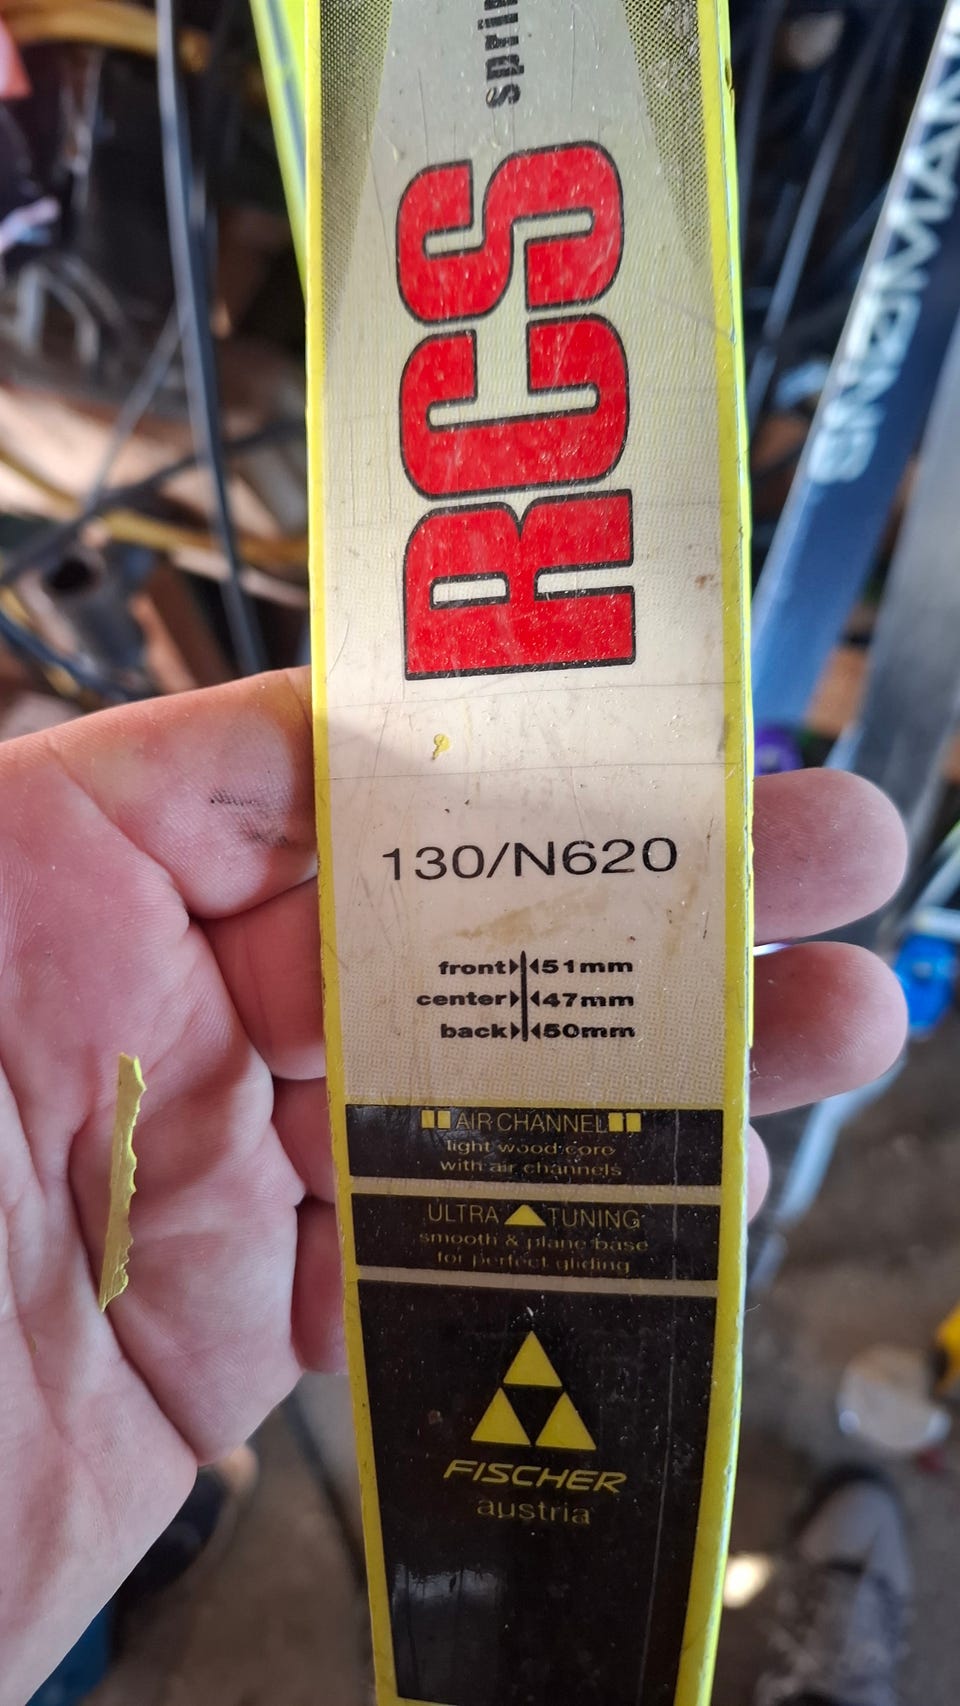 RCS
130/N620
front 51mm
center 47mm
back 50mm
AIR CHANNEL
light wood core
with air channels
ULTRA TUNING
smooth & plane base
for perfect gliding
FISCHER
austria